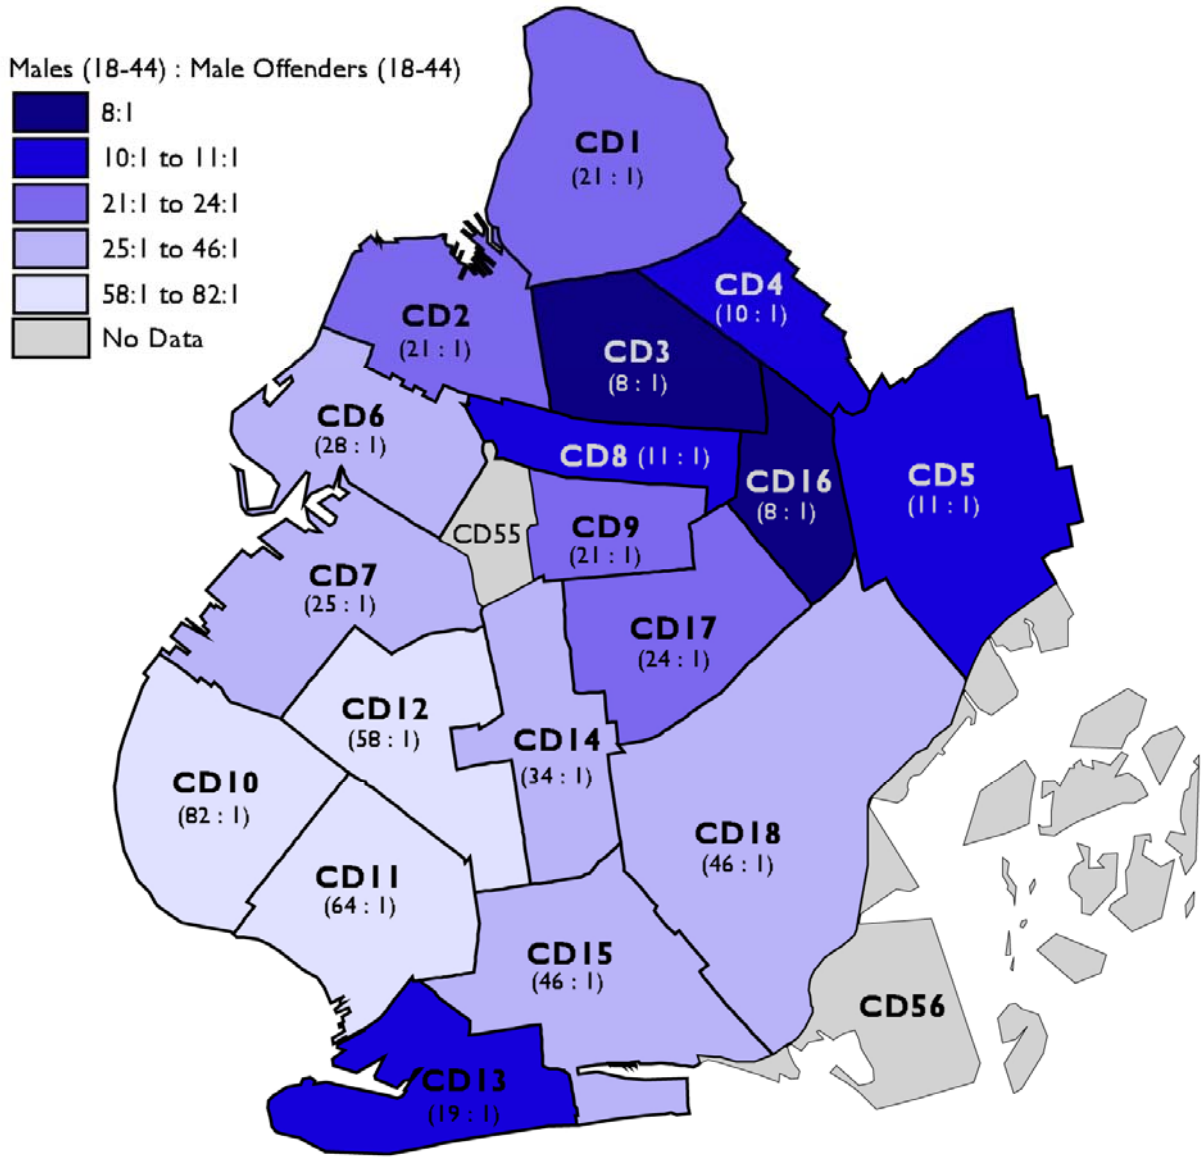 Males (18-44) : Male Offenders (18-44)
8:1
10:1 to 11:1
21:1 to 24:1
25:1 to 46:1
58:1 to 82:1
No Data
CD1
(21 : 1)
CD4
(10 : 1)
CD2
(21 : 1)
CD3
(8 : 1)
CD6
(28 : 1)
CD8 (11 : 1)
CD16
(8 : 1)
CD5
(11 : 1)
CD55
CD9
(21 : 1)
CD7
(25 : 1)
CD17
(24 : 1)
CD12
(58 : 1)
CD14
(34 : 1)
CD10
(82 : 1)
CD18
(46 : 1)
CD11
(64 : 1)
CD15
(46 : 1)
CD56
CD13
(19 : 1)